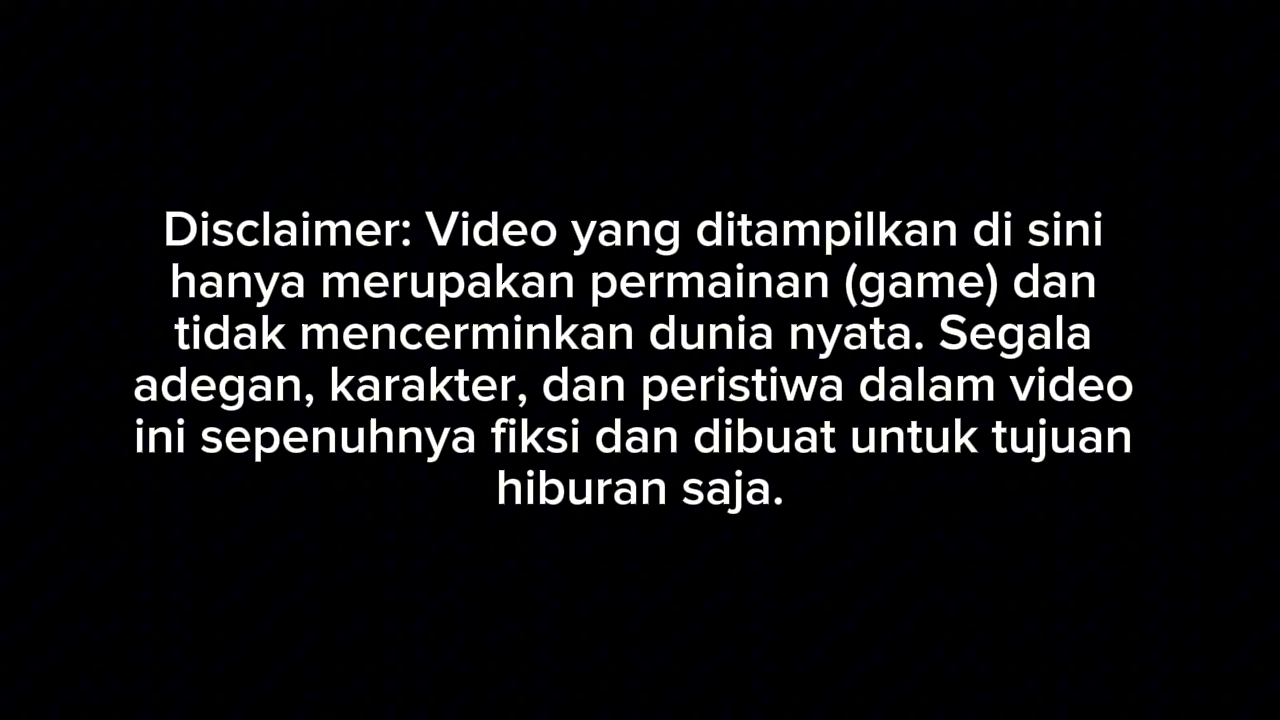 Disclaimer: Video yang ditampilkan di sini
hanya merupakan permainan (game) dan
tidak mencerminkan dunia nyata. Segala
adegan, karakter, dan peristiwa dalam video
ini sepenuhnya fiksi dan dibuat untuk tujuan
hiburan saja.